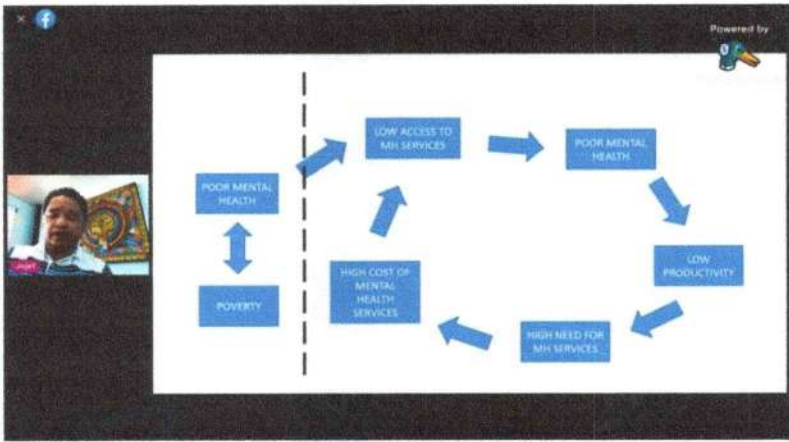 Powered by
LOW ACCESS TO
MH SERVICES
POOR MENTAL
HEALTH
POOR MENTAL
HEALTH
LOW
PRODUCTIVITY
HIGH COST OF
MENTAL
HEALTH
SERVICES
POVERTY
HIGH NEED FOR
MH SERVICES